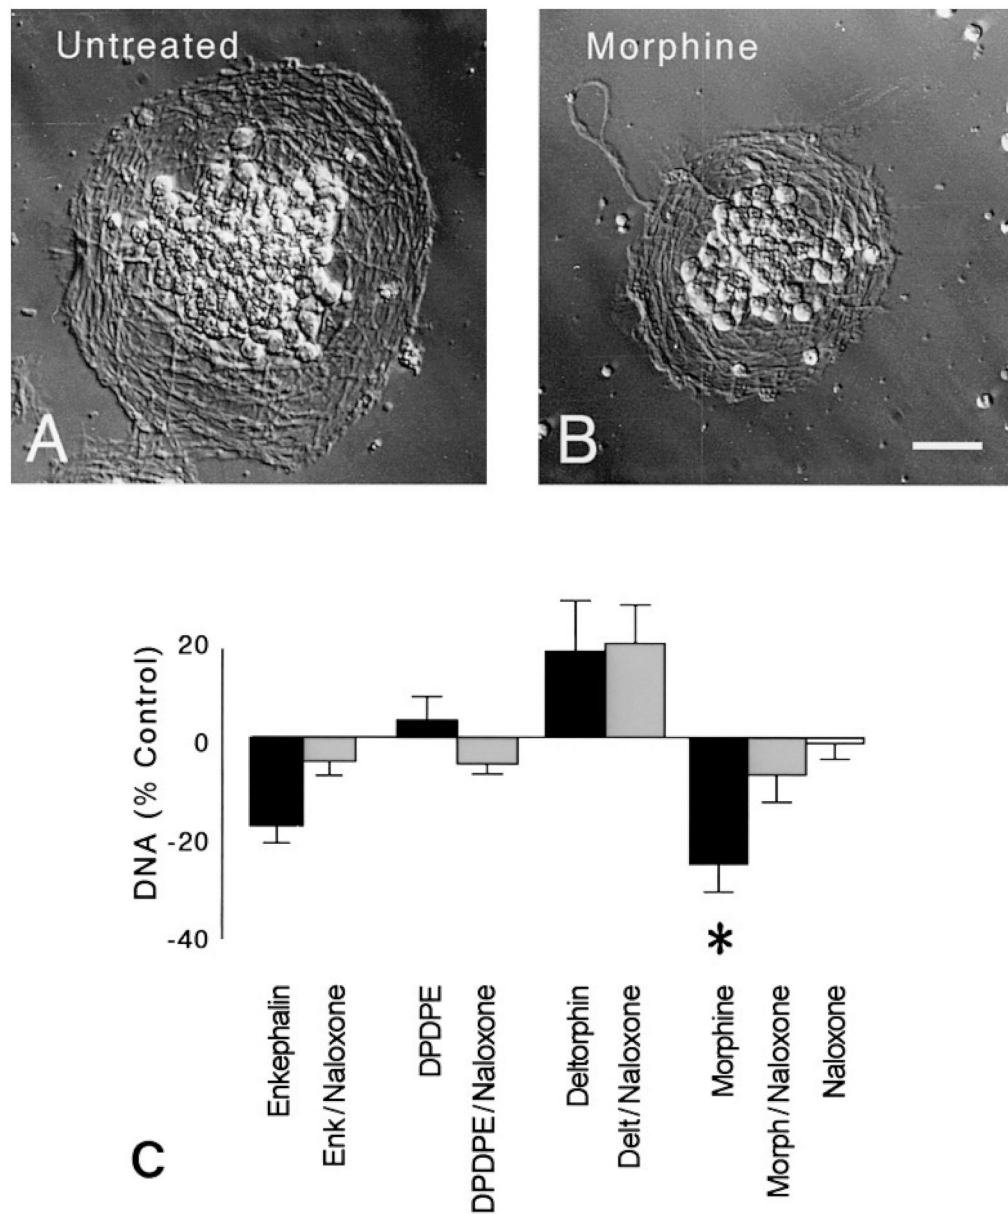 Untreated
Morphine
A
B
DNA (% Control)
20
0
-20
-40
*
Enkephalin
Enk/Naloxone
DPDPE
DPDPE/Naloxone
Deltorphin
Delt/Naloxone
Morphine
Morph/Naloxone
Naloxone
C